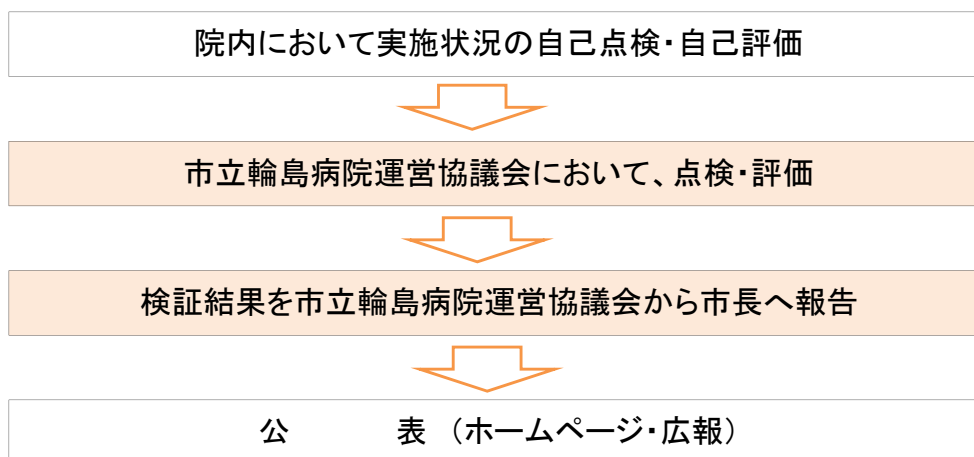 院内において実施状況の自己点検・自己評価
市立輪島病院運営協議会において、点検・評価
検証結果を市立輪島病院運営協議会から市長へ報告
公　　　　表　（ホームページ・広報）